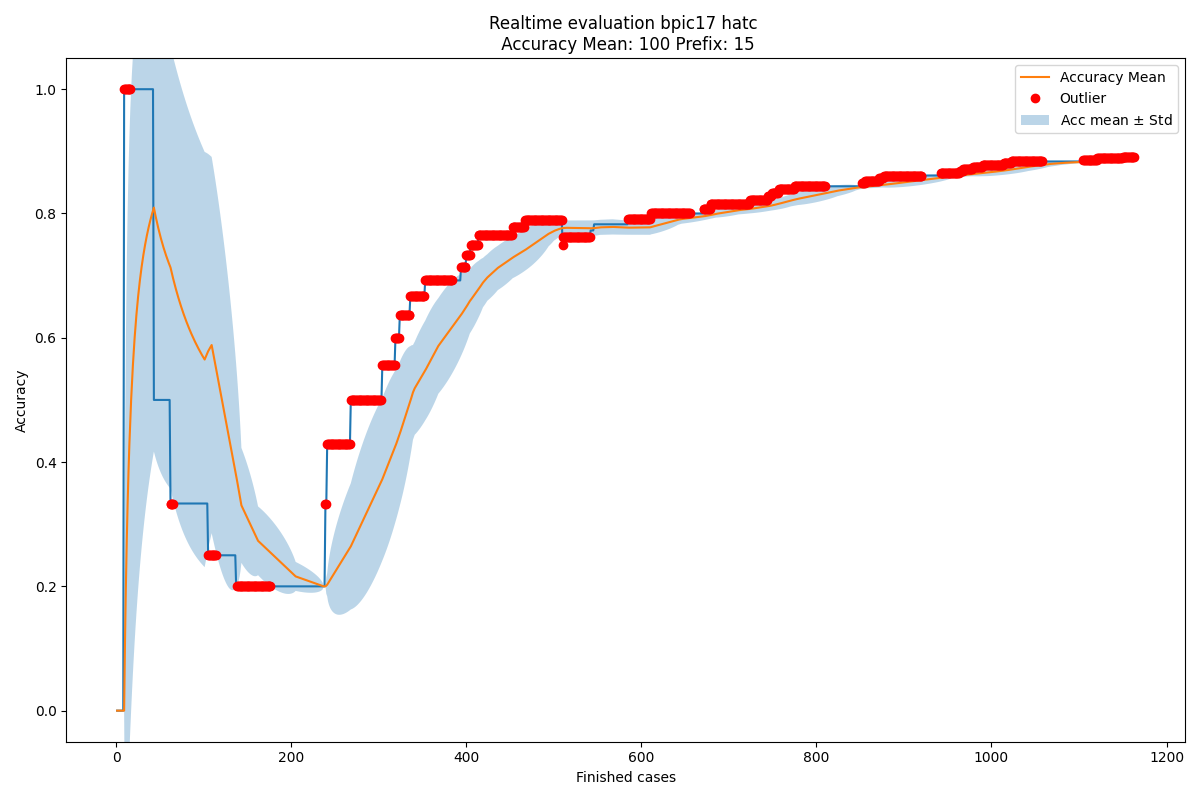 Realtime evaluation bpic17 hatc
Accuracy Mean: 100 Prefix: 15
Accuracy Mean
Outlier
Acc mean ± Std
1.0
0.8
0.6
0.4
0.2
0.0
Accuracy
0 200 400 600 800 1000 1200
Finished cases